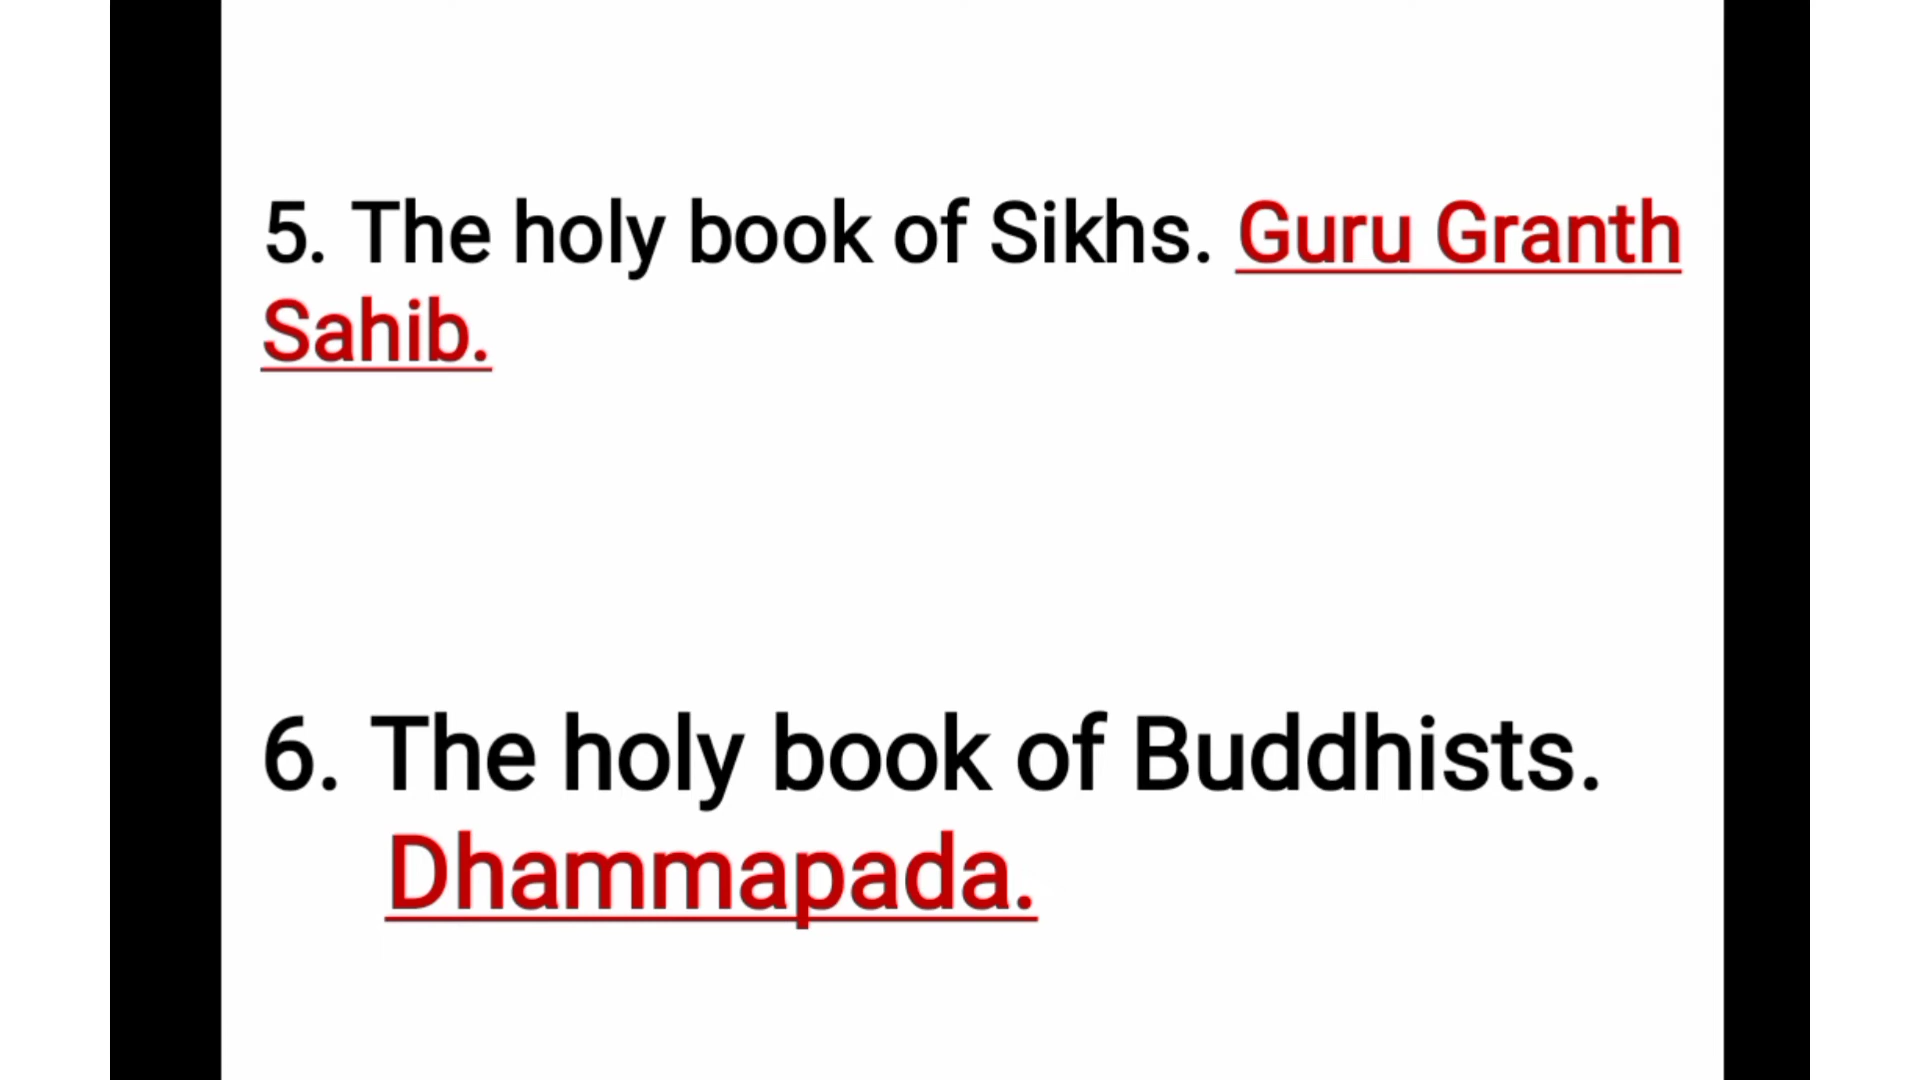 5. The holy book of Sikhs. Guru Granth
Sahib.
6. The holy book of Buddhists.
Dhammapada.